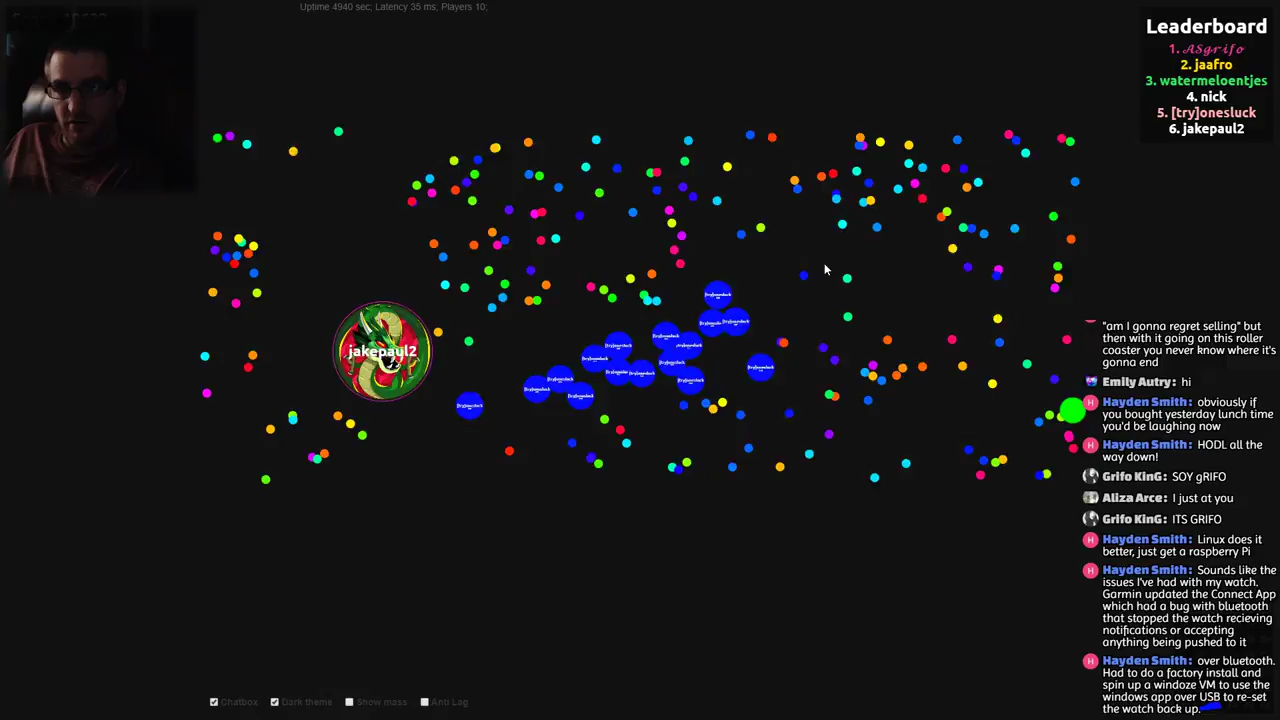 Uptime 4940 sec; Latency 35 ms; Players 10;
Leaderboard
1. 𝓐𝓢𝓰𝓻𝓲𝓯𝓸
2. jaafro
3. watermeloentjes
4. nick
5. [try]onesluck
6. jakepaul2
jakepaul2
"am I gonna regret selling" but
then with it going on this roller
coaster you never know where it's
gonna end
Emily Autry: hi
Hayden Smith: obviously if
you bought yesterday lunch time
you'd be laughing now
Hayden Smith: HODL all the
way down!
Grifo KinG: SOY gRIFO
Aliza Arce: I just at you
Grifo KinG: ITS GRIFO
Hayden Smith: Linux does it
better, just get a raspberry Pi
Hayden Smith: Sounds like the
issues I've had with my watch.
Garmin updated the Connect App
which had a bug with bluetooth
that stopped the watch recieving
notifications or accepting
anything being pushed to it
Hayden Smith: over bluetooth.
Had to do a factory install and
spin up a windoze VM to use the
windows app over USB to re-set
the watch back up.
Chatbox
Dark theme
Show mass
Anti Lag